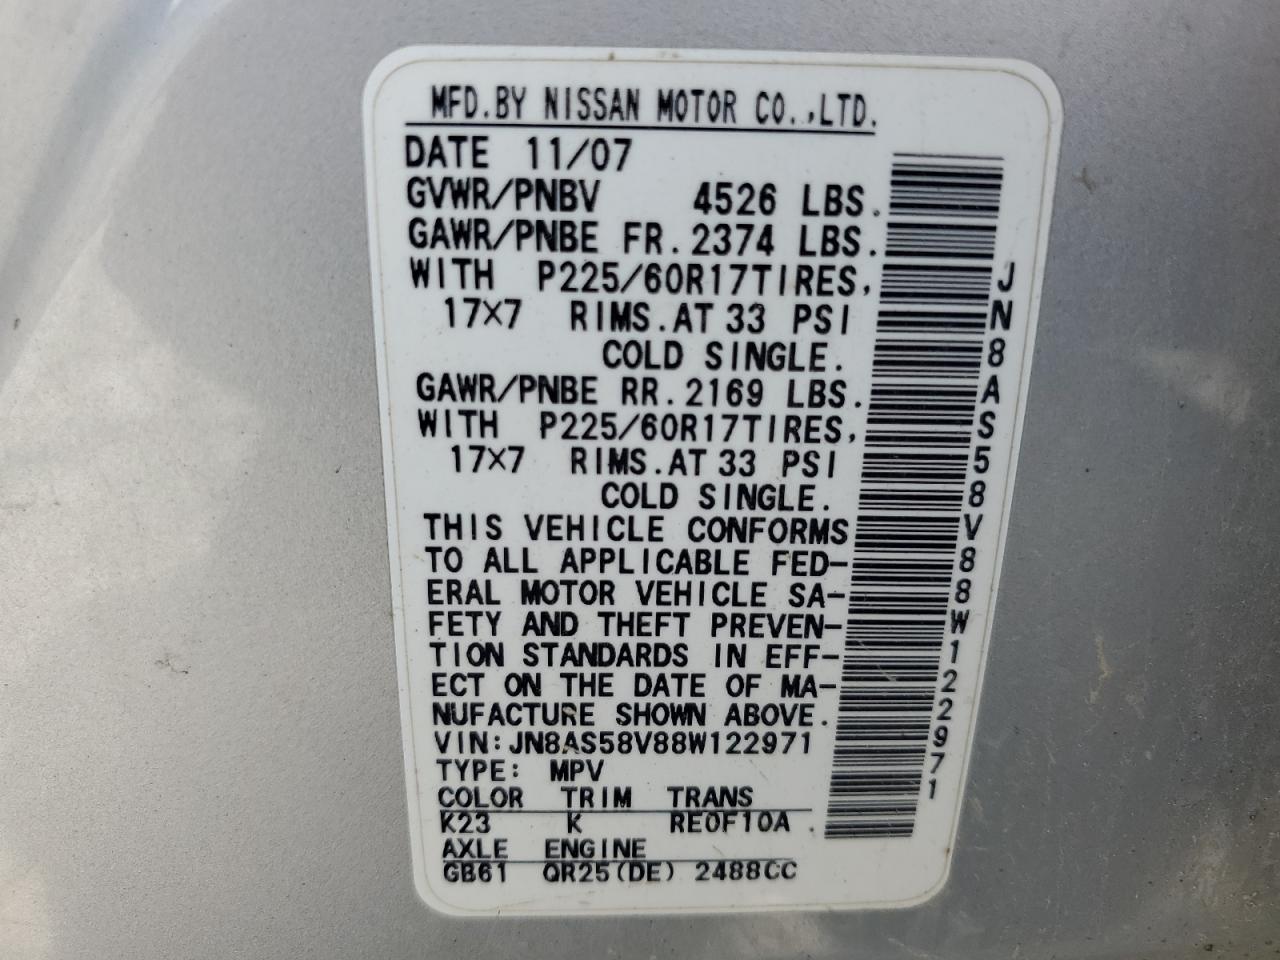 MFD.BY NISSAN MOTOR CO.,LTD.
DATE 11/07
GVWR/PNBV 4526 LBS.
GAWR/PNBE FR.2374 LBS.
WITH P225/60R17TIRES,
17×7 RIMS.AT 33 PSI
COLD SINGLE.
GAWR/PNBE RR.2169 LBS.
WITH P225/60R17TIRES,
17×7 RIMS.AT 33 PSI
COLD SINGLE.
THIS VEHICLE CONFORMS
TO ALL APPLICABLE FED-
ERAL MOTOR VEHICLE SA-
FETY AND THEFT PREVEN-
TION STANDARDS IN EFF-
ECT ON THE DATE OF MA-
NUFACTURE SHOWN ABOVE.
VIN:JN8AS58V88W122971
TYPE: MPV
COLOR TRIM TRANS
K23 K RE0F10A
AXLE ENGINE
GB61 QR25(DE) 2488CC
JN8AS58V88W122971